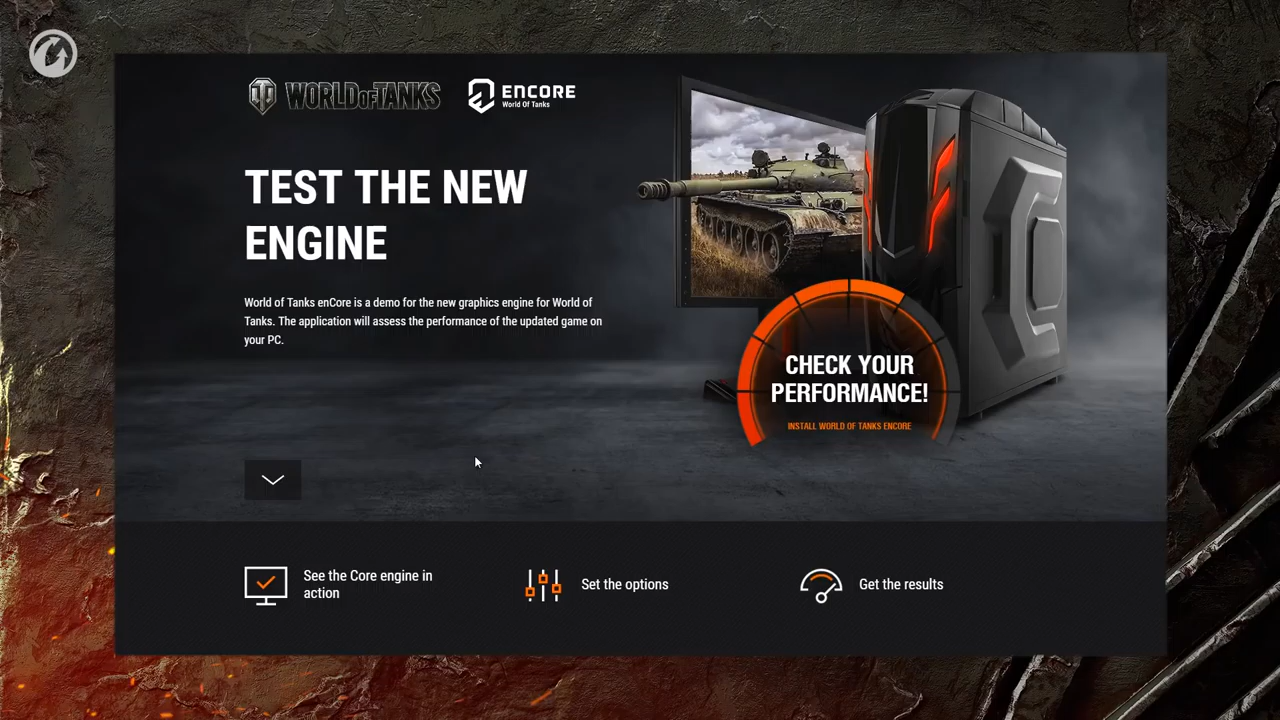 WORLD OF TANKS
ENCORE
World Of Tanks
TEST THE NEW
ENGINE
World of Tanks enCore is a demo for the new graphics engine for World of
Tanks. The application will assess the performance of the updated game on
your PC.
CHECK YOUR
PERFORMANCE!
INSTALL WORLD OF TANKS ENCORE
See the Core engine in
action
Set the options
Get the results